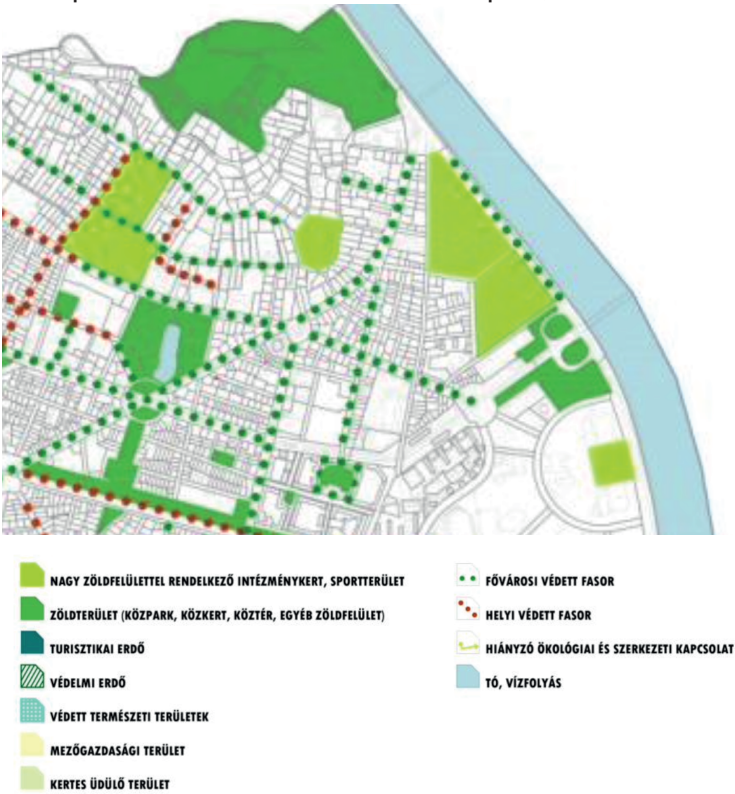 NAGY ZÖLDFELÜLETTEL RENDELKEZŐ INTÉZMÉNYKERT, SPORTTERÜLET
ZÖLDTERÜLET (KÖZPARK, KÖZKERT, KÖZTÉR, EGYÉB ZÖLDFELÜLET)
TURISZTIKAI ERDŐ
VÉDELMI ERDŐ
VÉDETT TERMÉSZETI TERÜLETEK
MEZŐGAZDASÁGI TERÜLET
KERTES ÜDÜLŐ TERÜLET
FŐVÁROSI VÉDETT FASOR
HELYI VÉDETT FASOR
HIÁNYZÓ ÖKOLÓGIAI ÉS SZERKEZETI KAPCSOLAT
TÓ, VÍZFOLYÁS